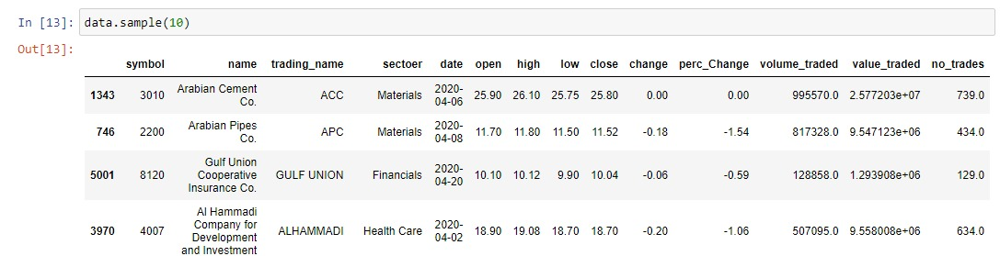 In [13]: data.sample(10)
Out[13]:
symbol name trading_name sectoer date open high low close change perc_Change volume_traded value_traded no_trades
1343 3010 Arabian Cement Co. ACC Materials 2020-04-06 25.90 26.10 25.75 25.80 0.00 0.00 995570.0 2.577203e+07 739.0
746 2200 Arabian Pipes Co. APC Materials 2020-04-08 11.70 11.80 11.50 11.52 -0.18 -1.54 817328.0 9.547123e+06 434.0
5001 8120 Gulf Union Cooperative Insurance Co. GULF UNION Financials 2020-04-20 10.10 10.12 9.90 10.04 -0.06 -0.59 128858.0 1.293908e+06 129.0
3970 4007 Al Hammadi Company for Development and Investment ALHAMMADI Health Care 2020-04-02 18.90 19.08 18.70 18.70 -0.20 -1.06 507095.0 9.558008e+06 634.0